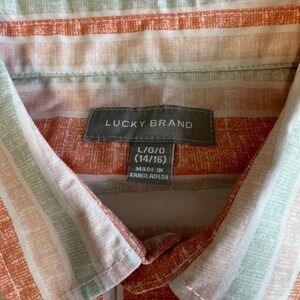 LUCKY BRAND
L/G/G
(14/16)
MADE IN
BANGLADESH